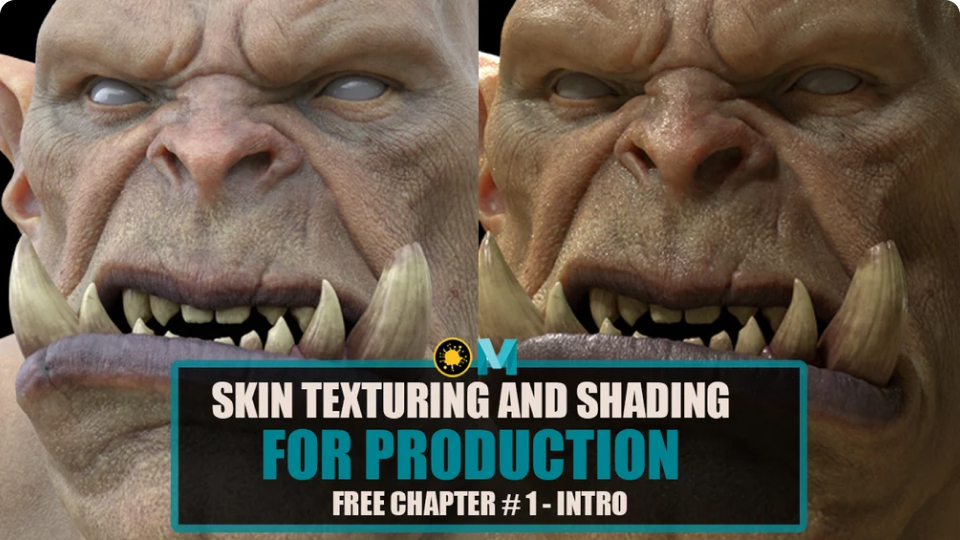 SKIN TEXTURING AND SHADING
FOR PRODUCTION
FREE CHAPTER # 1 - INTRO